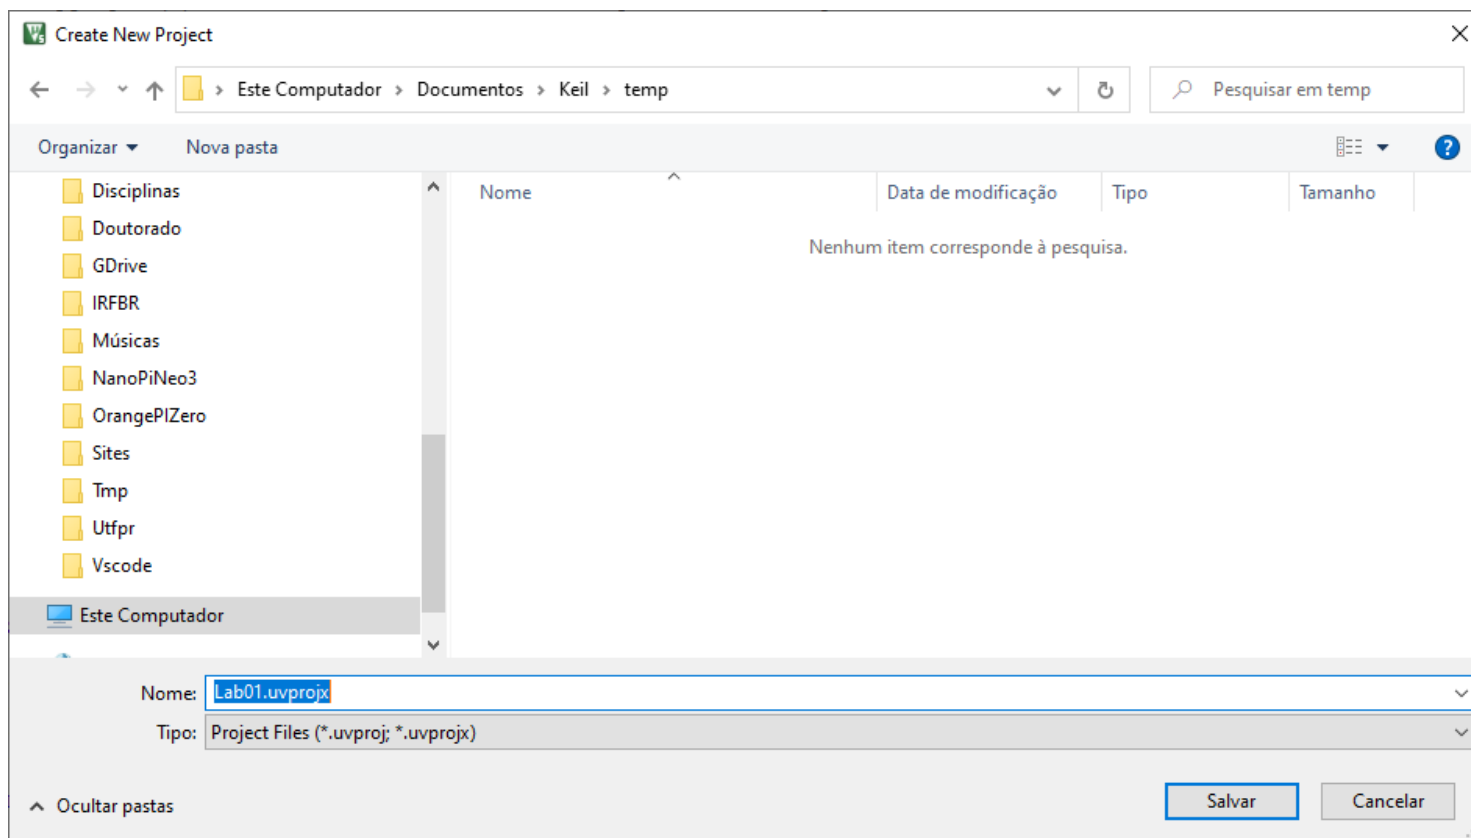 Create New Project
Este Computador > Documentos > Keil > temp
Pesquisar em temp
Organizar
Nova pasta
Nome
Data de modificação
Tipo
Tamanho
Nenhum item corresponde à pesquisa.
Disciplinas
Doutorado
GDrive
IRFBR
Músicas
NanoPiNeo3
OrangePIZero
Sites
Tmp
Utfpr
Vscode
Este Computador
Nome: Lab01.uvprojx
Tipo: Project Files (*.uvproj; *.uvprojx)
Ocultar pastas
Salvar
Cancelar